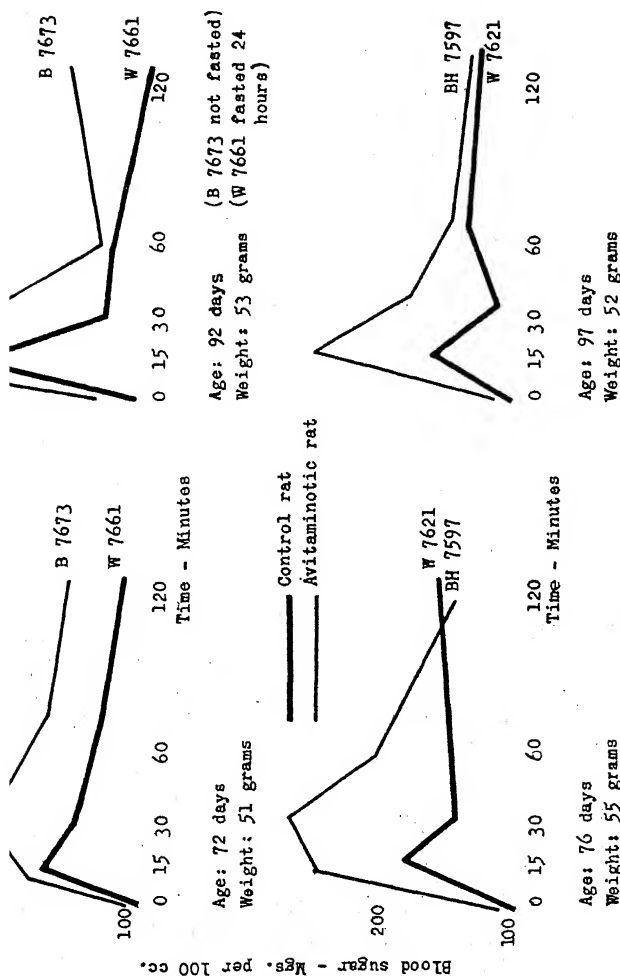 B 7673
W 7661
0 15 30 60 120
Time - Minutes
100
Age: 72 days
Weight: 51 grams
B 7673
W 7661
0 15 30 60 120
Age: 92 days
Weight: 53 grams
(B 7673 not fasted)
(W 7661 fasted 24
hours)
Control rat
Avitaminotic rat
W 7621
BH 7597
200
100
0 15 30 60 120
Time - Minutes
Age: 76 days
Weight: 55 grams
BH 7597
W 7621
0 15 30 60 120
Age: 97 days
Weight: 52 grams
Blood sugar - Mgs. per 100 cc.